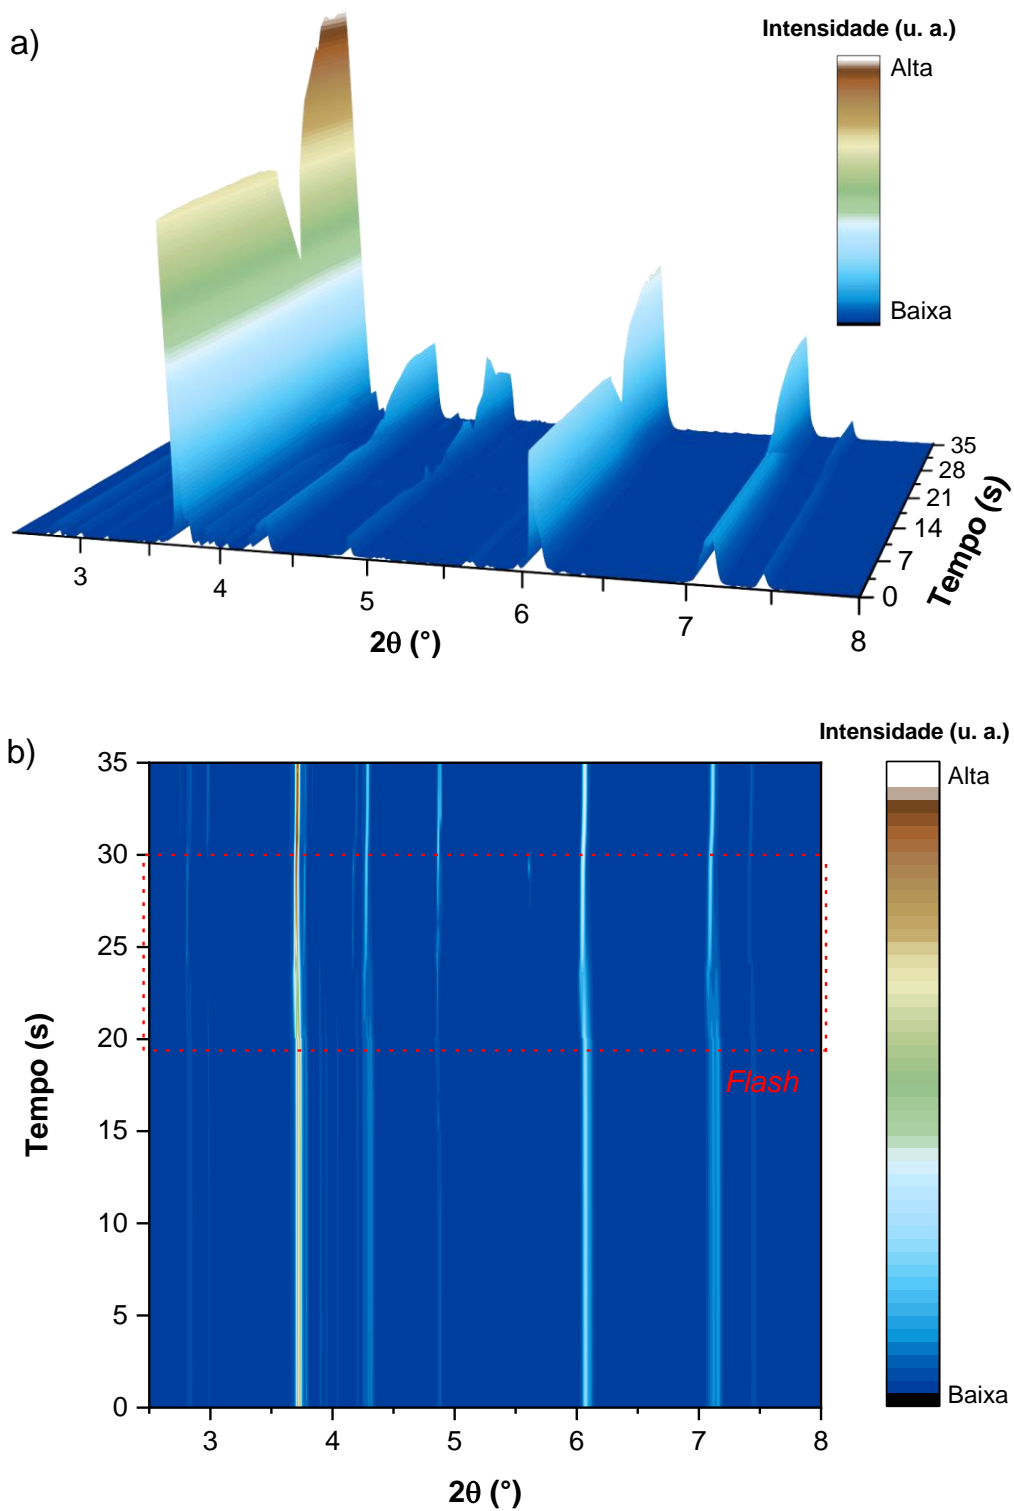 a)
Intensidade (u. a.)
Alta
Baixa
35
28
21
14
7
0
Tempo (s)
3
4
5
6
7
8
2θ (°)
b)
Intensidade (u. a.)
Alta
Baixa
35
30
25
20
15
10
5
0
Tempo (s)
Flash
3
4
5
6
7
8
2θ (°)